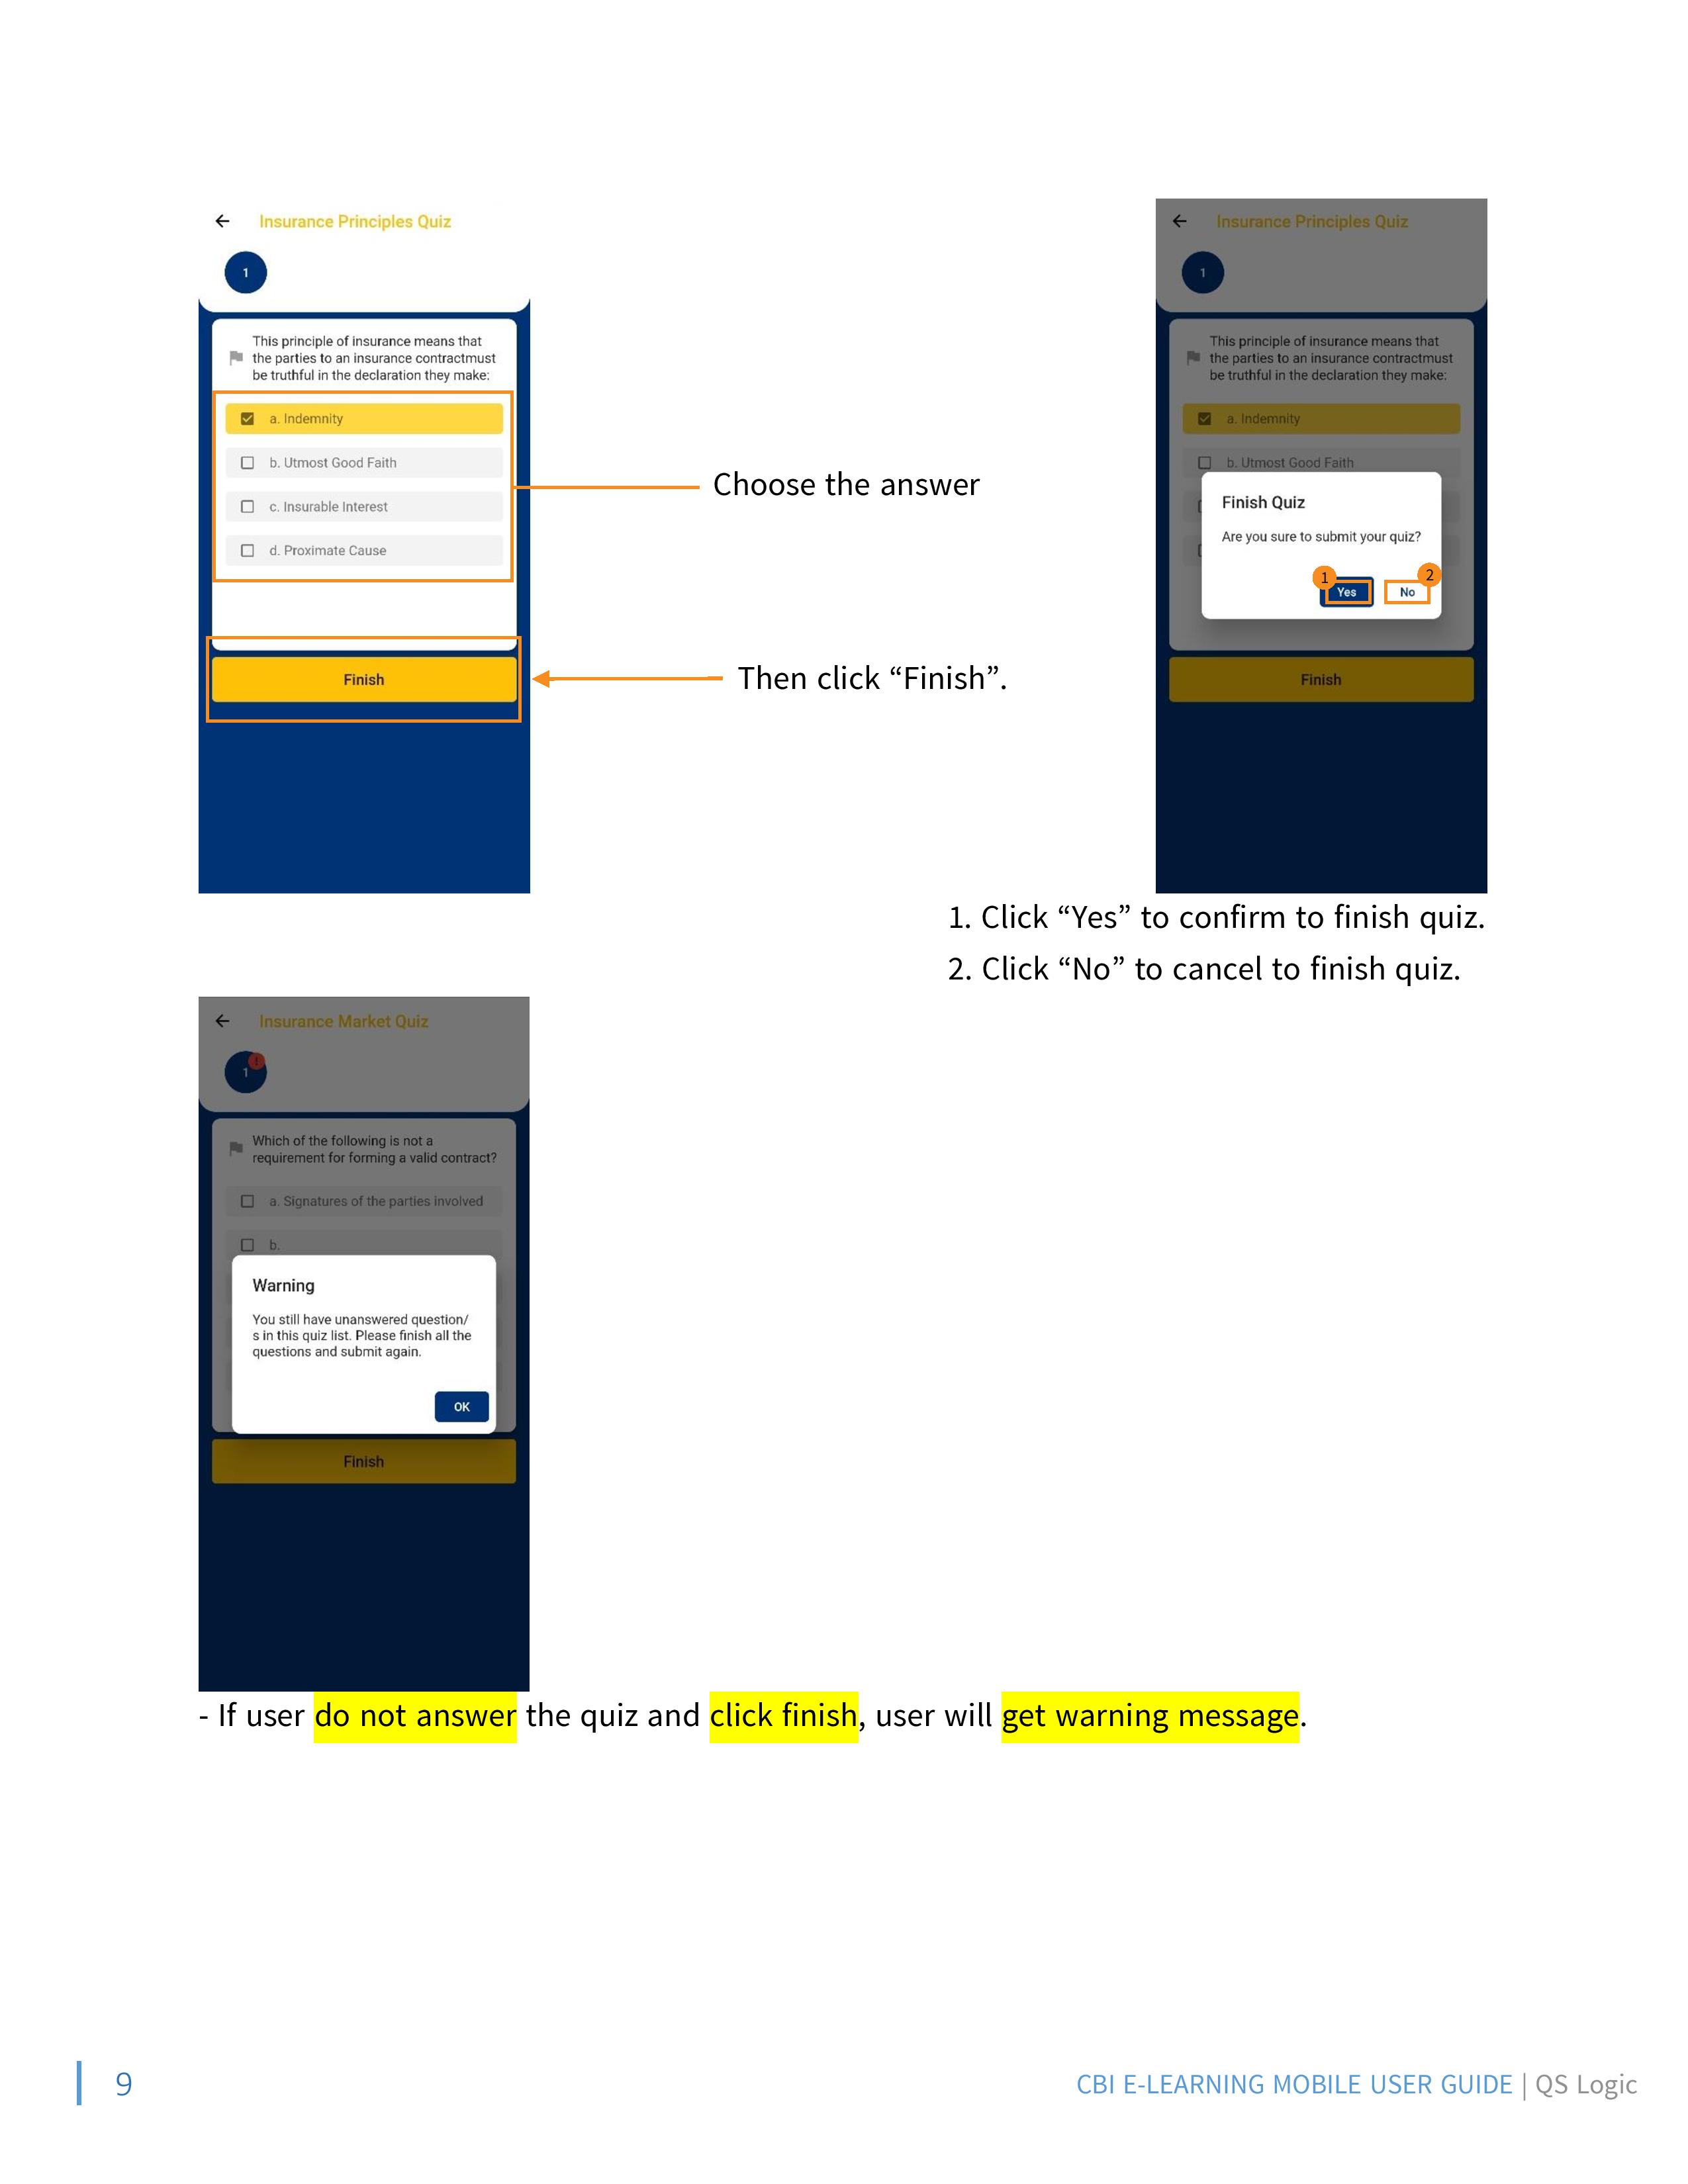 Insurance Principles Quiz
1
This principle of insurance means that
the parties to an insurance contractmust
be truthful in the declaration they make:
a. Indemnity
b. Utmost Good Faith
c. Insurable Interest
d. Proximate Cause
Finish
Choose the answer
Then click “Finish”.
Insurance Principles Quiz
1
This principle of insurance means that
the parties to an insurance contractmust
be truthful in the declaration they make:
a. Indemnity
b. Utmost Good Faith
Finish Quiz
Are you sure to submit your quiz?
1
Yes
2
No
Finish
1. Click “Yes” to confirm to finish quiz.
2. Click “No” to cancel to finish quiz.
Insurance Market Quiz
1
!
Which of the following is not a
requirement for forming a valid contract?
a. Signatures of the parties involved
b.
Warning
You still have unanswered question/
s in this quiz list. Please finish all the
questions and submit again.
OK
Finish
- If user do not answer the quiz and click finish, user will get warning message.
9
CBI E-LEARNING MOBILE USER GUIDE | QS Logic